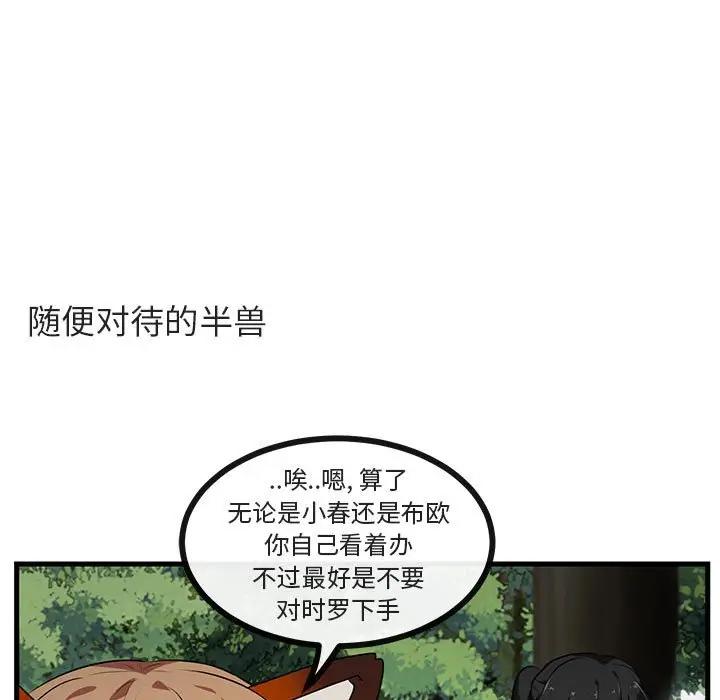 随便对待的半兽
..唉..嗯, 算了
无论是小春还是布欧
你自己看着办
不过最好是不要
对时罗下手